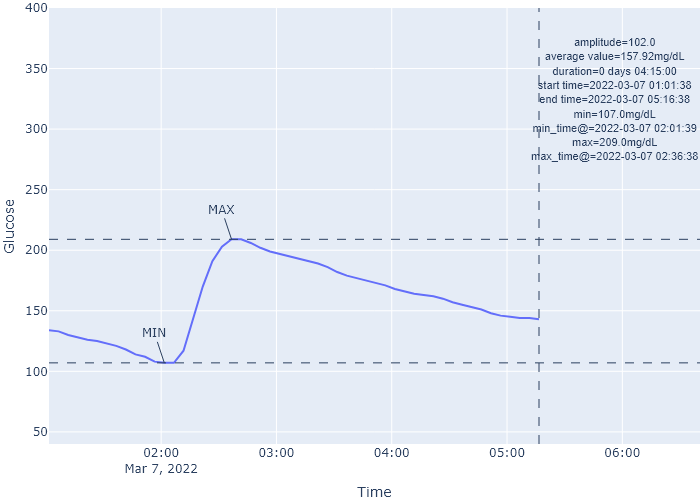 400
350
300
250
200
150
100
50
Glucose
amplitude=102.0
average value=157.92mg/dL
duration=0 days 04:15:00
start time=2022-03-07 01:01:38
end time=2022-03-07 05:16:38
min=107.0mg/dL
min_time@=2022-03-07 02:01:39
max=209.0mg/dL
max_time@=2022-03-07 02:36:38
MAX
MIN
02:00 03:00 04:00 05:00 06:00
Mar 7, 2022
Time